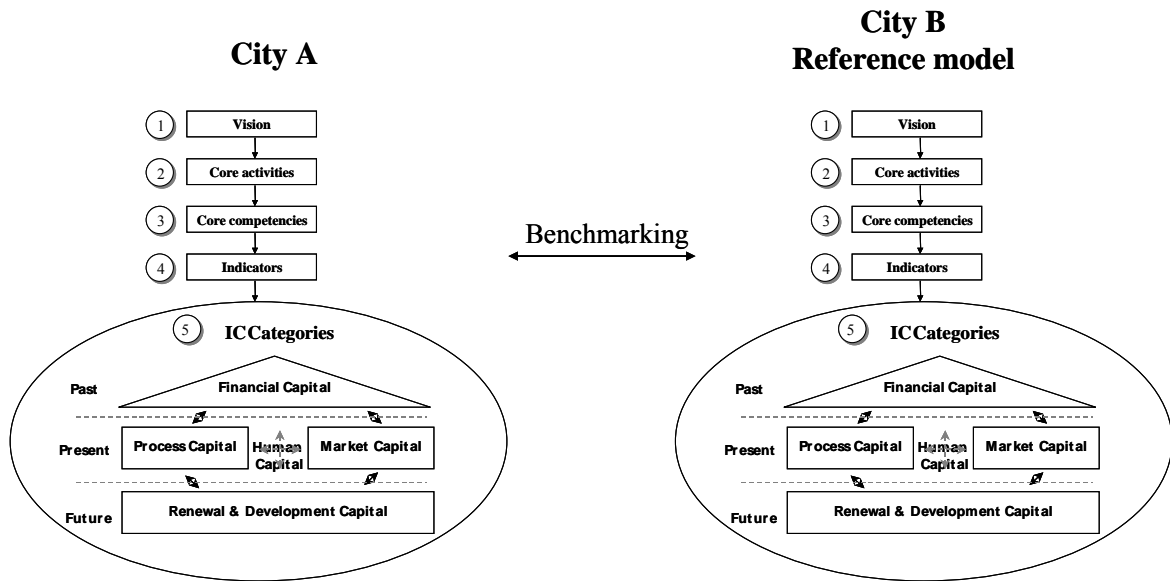 City A
1
Vision
2
Core activities
3
Core competencies
4
Indicators
5
IC Categories
Past
Financial Capital
Present
Process Capital
Human
Capital
Market Capital
Future
Renewal & Development Capital
Benchmarking
City B
Reference model
1
Vision
2
Core activities
3
Core competencies
4
Indicators
5
IC Categories
Past
Financial Capital
Present
Process Capital
Human
Capital
Market Capital
Future
Renewal & Development Capital